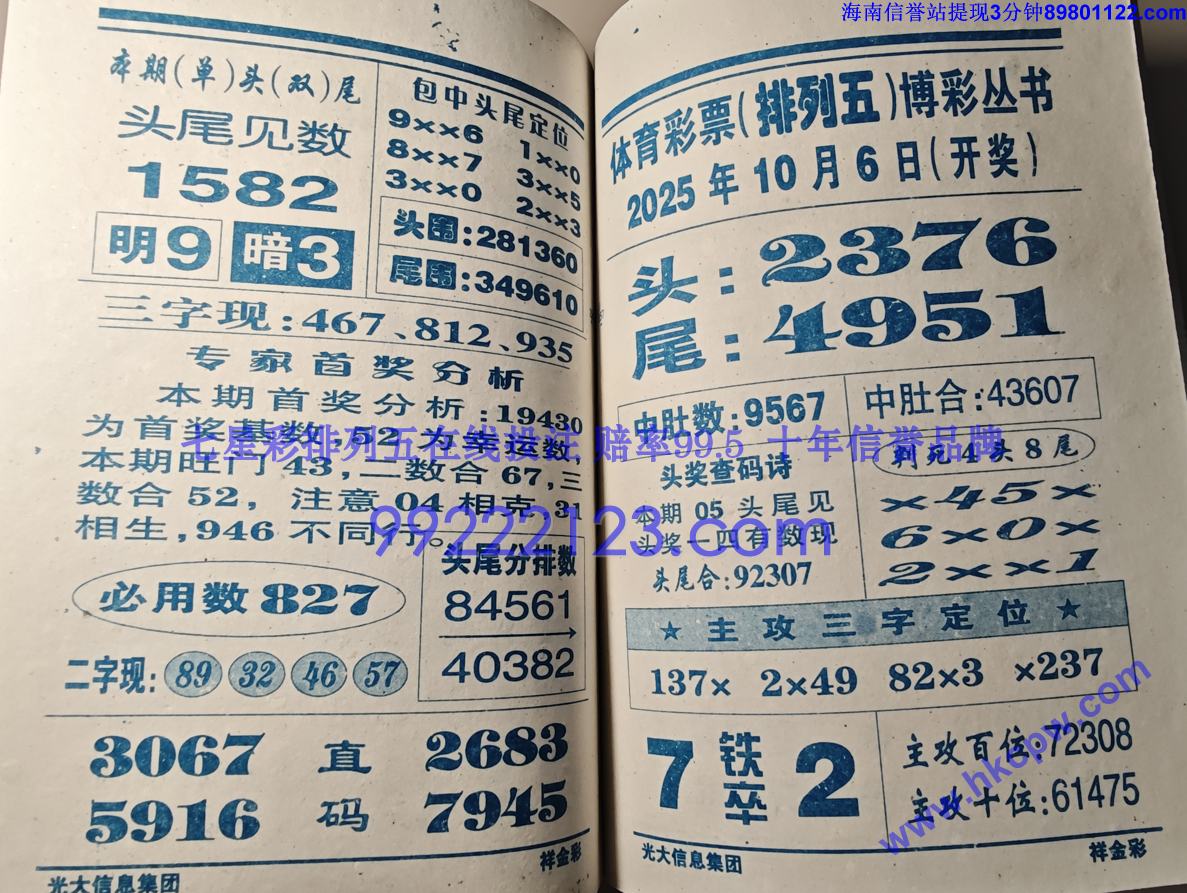 海南信誉站提现3分钟89801122.com
本期(单)头(双)尾
头尾见数
1582
明9 暗3
包中头尾定位
9××6 1××0
8××7 3××5
3××0 2××3
头围:281360
尾围:349610
三字现:467、812、935
专家首奖分析
本期首奖分析:19430
为首奖基数,52为幸运数,
本期旺门43,二数合67,三
数合52,注意04相克,31
相生,946不同行。
必用数827
头尾分排数
84561
40382
二字现: 89 32 46 57
3067 直 2683
5916 码 7945
光大信息集团 祥金彩
体育彩票(排列五)博彩丛书
2025年10月6日(开奖)
头:2376
尾:4951
中肚数:9567
中肚合:43607
头奖查码诗
本期05头尾见
头奖一四有数现
头尾合:92307
判死4头8尾
×45×
6×0×
2××1
★主攻三字定位★
137× 2×49 82×3 ×237
7 铁卒 2
主攻百位:72308
主攻十位:61475
光大信息集团 祥金彩
七星彩排列五在线投注 赔率99.5 十年信誉品牌
99222123.com
www.hkcpw.com